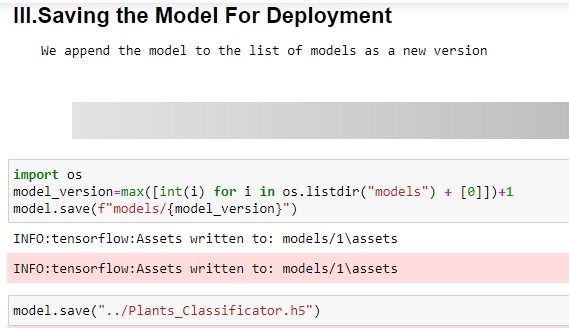 III.Saving the Model For Deployment
We append the model to the list of models as a new version
import os
model_version=max([int(i) for i in os.listdir("models") + [0]])+1
model.save(f"models/{model_version}")
INFO:tensorflow:Assets written to: models/1\assets
INFO:tensorflow:Assets written to: models/1\assets
model.save("../Plants_Classificator.h5")